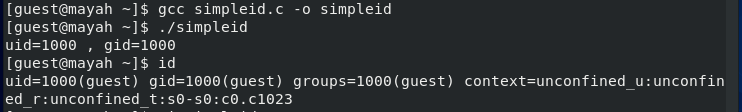 [guest@mayah ~]$ gcc simpleid.c -o simpleid
[guest@mayah ~]$ ./simpleid
uid=1000 , gid=1000
[guest@mayah ~]$ id
uid=1000(guest) gid=1000(guest) groups=1000(guest) context=unconfined_u:unconfin
ed_r:unconfined_t:s0-s0:c0.c1023